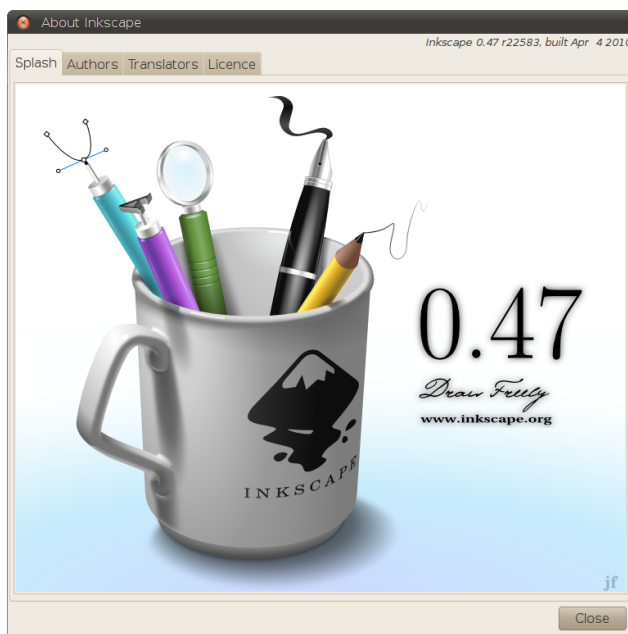 About Inkscape
Inkscape 0.47 r22583, built Apr 4 2010
Splash Authors Translators Licence
0.47
Draw Freely
www.inkscape.org
INKSCAPE
jf
Close